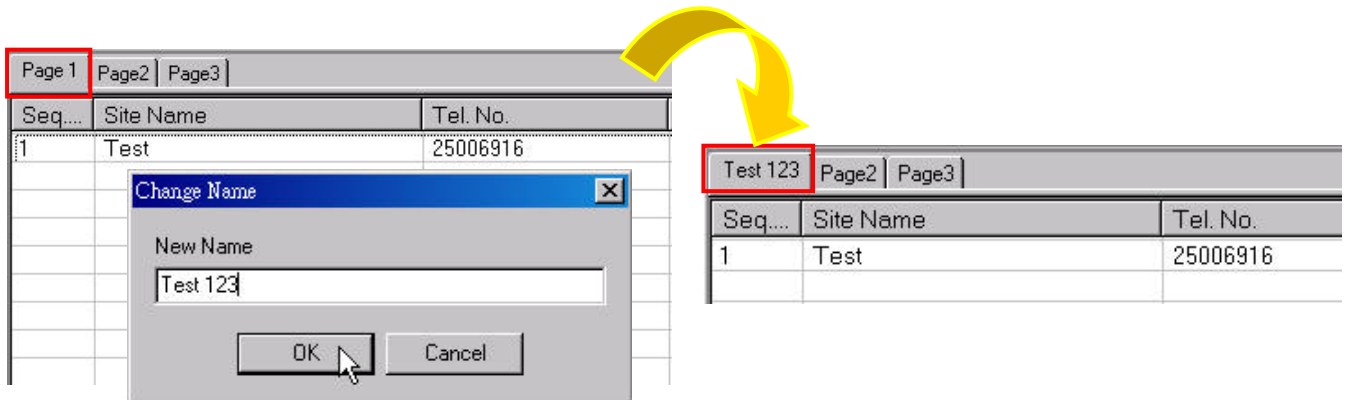 Page 1 Page2 Page3
Seq.... Site Name Tel. No.
1 Test 25006916
Change Name
New Name
Test 123
OK Cancel
Test 123 Page2 Page3
Seq.... Site Name Tel. No.
1 Test 25006916